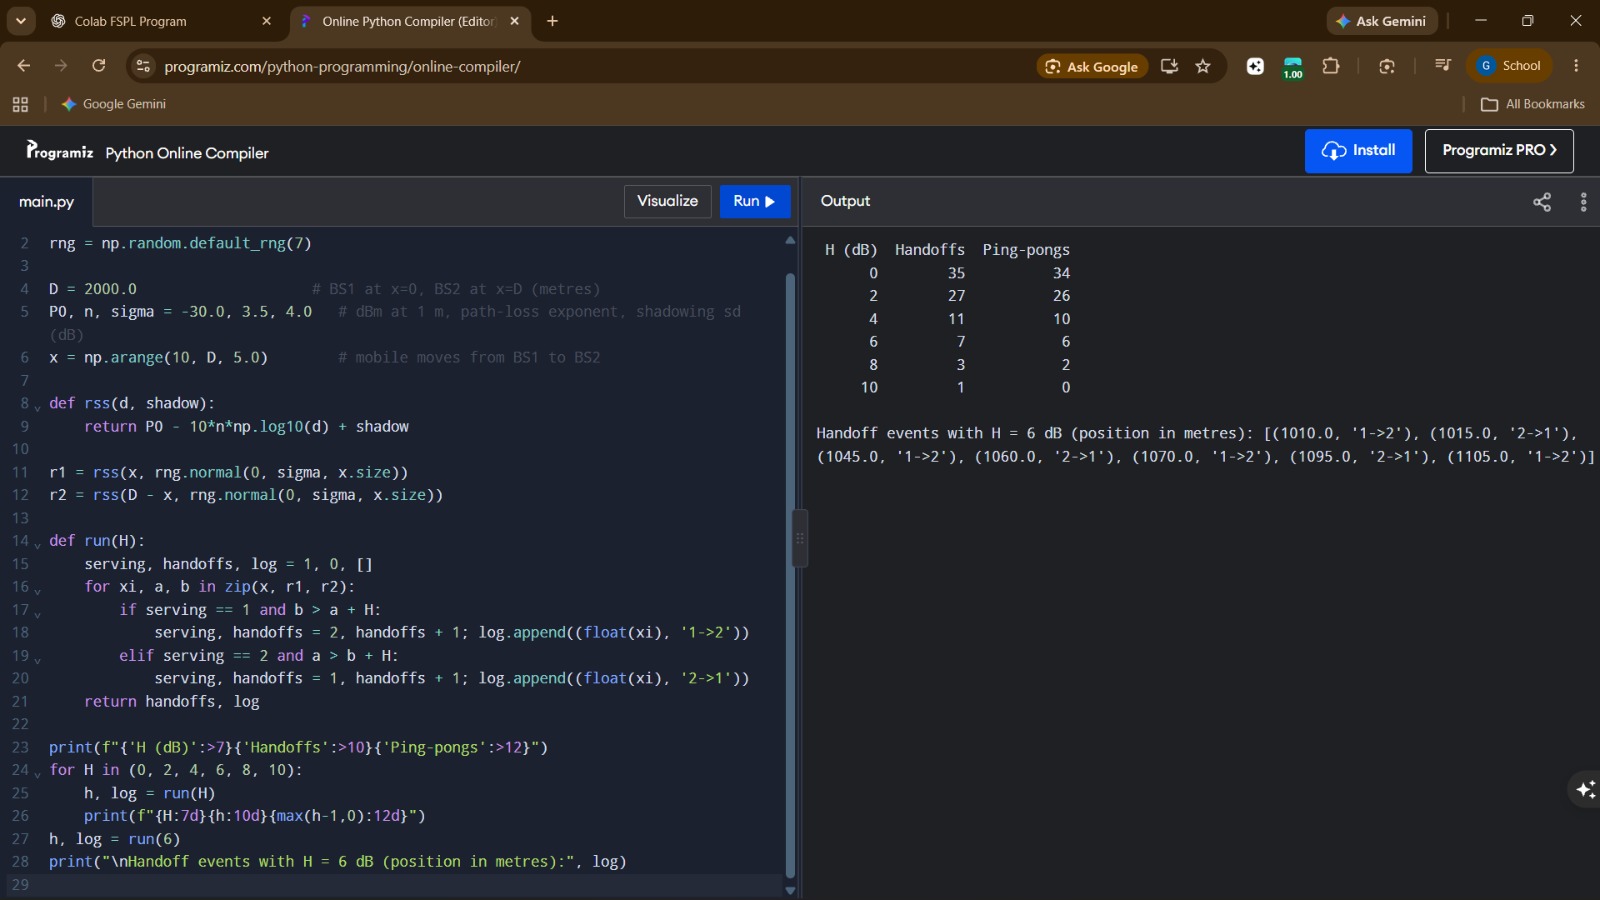 Colab FSPL Program
Online Python Compiler (Editor
Ask Gemini
programiz.com/python-programming/online-compiler/
Ask Google
1.00
G School
Google Gemini
All Bookmarks
Programiz Python Online Compiler
Install
Programiz PRO >
main.py
Visualize
Run
Output
2 rng = np.random.default_rng(7)
3
4 D = 2000.0                    # BS1 at x=0, BS2 at x=D (metres)
5 P0, n, sigma = -30.0, 3.5, 4.0   # dBm at 1 m, path-loss exponent, shadowing sd
(dB)
6 x = np.arange(10, D, 5.0)        # mobile moves from BS1 to BS2
7
8 def rss(d, shadow):
9     return P0 - 10*n*np.log10(d) + shadow
10
11 r1 = rss(x, rng.normal(0, sigma, x.size))
12 r2 = rss(D - x, rng.normal(0, sigma, x.size))
13
14 def run(H):
15     serving, handoffs, log = 1, 0, []
16     for xi, a, b in zip(x, r1, r2):
17         if serving == 1 and b > a + H:
18             serving, handoffs = 2, handoffs + 1; log.append((float(xi), '1->2'))
19         elif serving == 2 and a > b + H:
20             serving, handoffs = 1, handoffs + 1; log.append((float(xi), '2->1'))
21     return handoffs, log
22
23 print(f"{'H (dB)':>7}{'Handoffs':>10}{'Ping-pongs':>12}")
24 for H in (0, 2, 4, 6, 8, 10):
25     h, log = run(H)
26     print(f"{H:7d}{h:10d}{max(h-1,0):12d}")
27 h, log = run(6)
28 print("\nHandoff events with H = 6 dB (position in metres):", log)
29
H (dB)  Handoffs  Ping-pongs
0        35          34
2        27          26
4        11          10
6         7           6
8         3           2
10         1           0
Handoff events with H = 6 dB (position in metres): [(1010.0, '1->2'), (1015.0, '2->1'),
(1045.0, '1->2'), (1060.0, '2->1'), (1070.0, '1->2'), (1095.0, '2->1'), (1105.0, '1->2')]